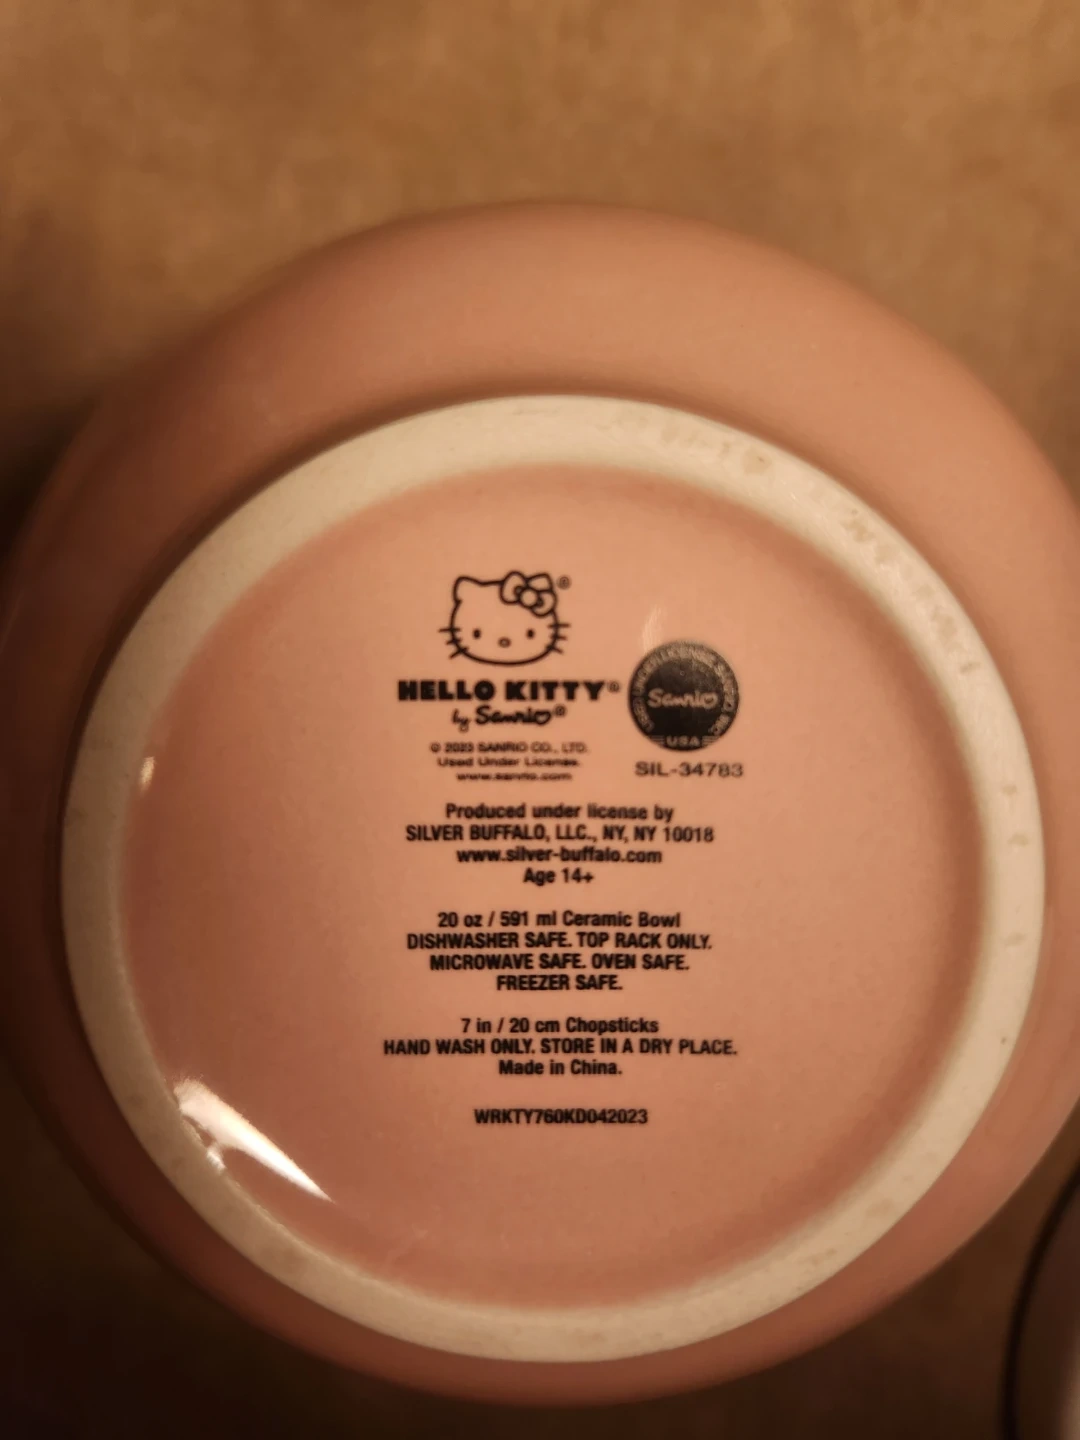 ®
HELLO KITTY®
by Sanrio®
© 2023 SANRIO CO., LTD.
Used Under License.
www.sanrio.com
Sanrio
USA
SIL-34783
Produced under license by
SILVER BUFFALO, LLC., NY, NY 10018
www.silver-buffalo.com
Age 14+
20 oz / 591 ml Ceramic Bowl
DISHWASHER SAFE. TOP RACK ONLY.
MICROWAVE SAFE. OVEN SAFE.
FREEZER SAFE.
7 in / 20 cm Chopsticks
HAND WASH ONLY. STORE IN A DRY PLACE.
Made in China.
WRKTY760KD042023